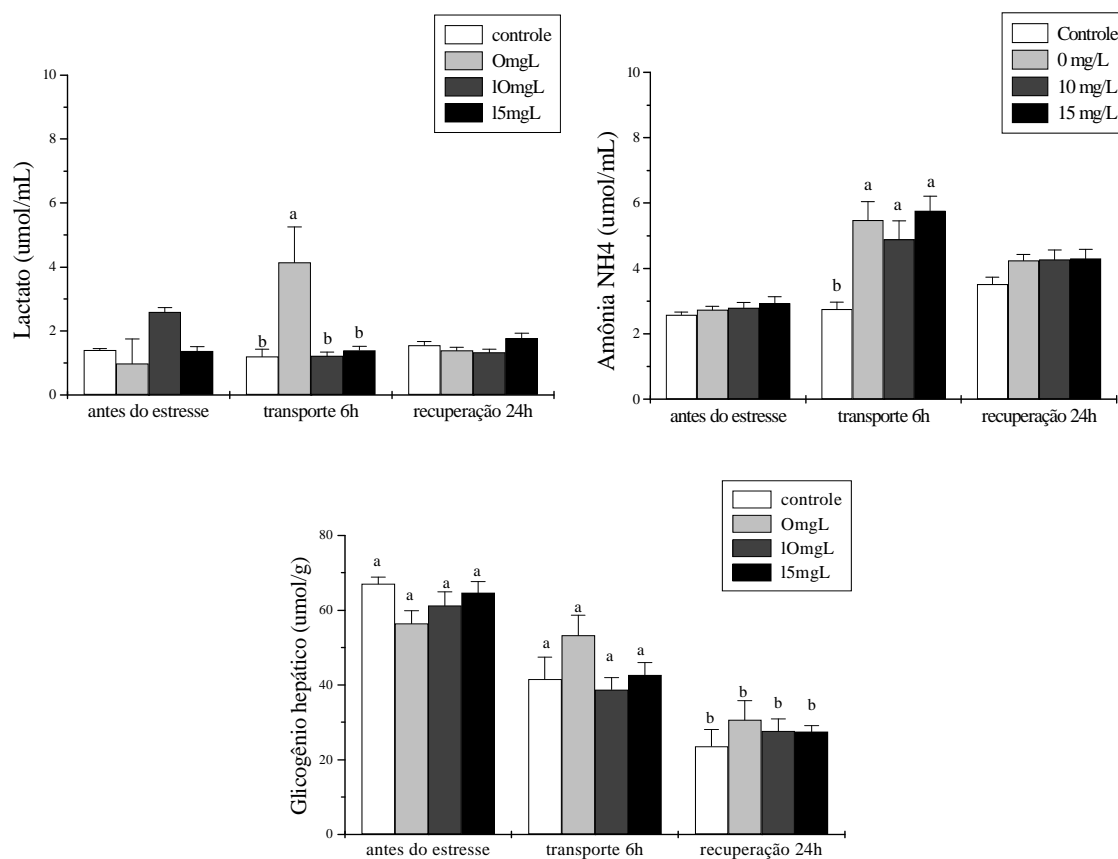 controle
OmgL
lOmgL
l5mgL
10
8
6
4
2
0
Lactato (umol/mL)
a
b
b
b
antes do estresse
transporte 6h
recuperação 24h
Controle
0 mg/L
10 mg/L
15 mg/L
10
8
6
4
2
0
Amônia NH4 (umol/mL)
b
a
a
a
antes do estresse
transporte 6h
recuperação 24h
controle
OmgL
lOmgL
l5mgL
80
60
40
20
0
Glicogênio hepático (umol/g)
a
a
a
a
a
a
a
a
b
b
b
b
antes do estresse
transporte 6h
recuperação 24h